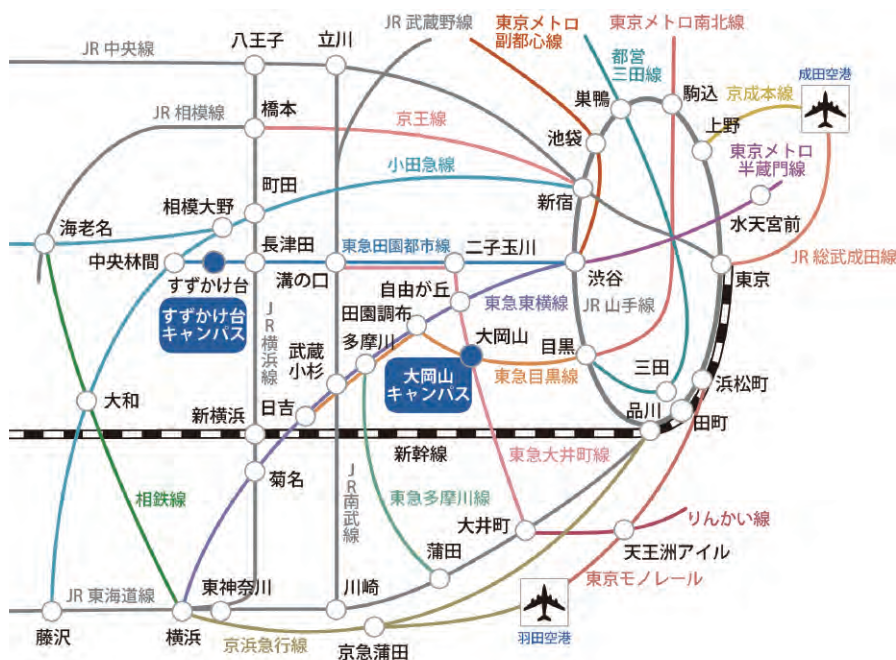 JR 中央線
八王子
立川
JR 武蔵野線
東京メトロ
副都心線
都営
三田線
東京メトロ南北線
巣鴨
駒込
京成本線
成田空港
JR 相模線
橋本
京王線
池袋
上野
東京メトロ
半蔵門線
小田急線
町田
相模大野
新宿
水天宮前
海老名
中央林間
すずかけ台
長津田
東急田園都市線
溝の口
二子玉川
渋谷
東京
JR 総武成田線
すずかけ台
キャンパス
JR横浜線
自由が丘
東急東横線
JR 山手線
田園調布
多摩川
武蔵
小杉
大岡山
大岡山
キャンパス
目黒
東急目黒線
三田
浜松町
大和
新横浜
日吉
品川
田町
新幹線
東急大井町線
菊名
相鉄線
JR南武線
東急多摩川線
大井町
りんかい線
蒲田
天王洲アイル
東京モノレール
JR 東海道線
東神奈川
川崎
藤沢
横浜
京浜急行線
京急蒲田
羽田空港